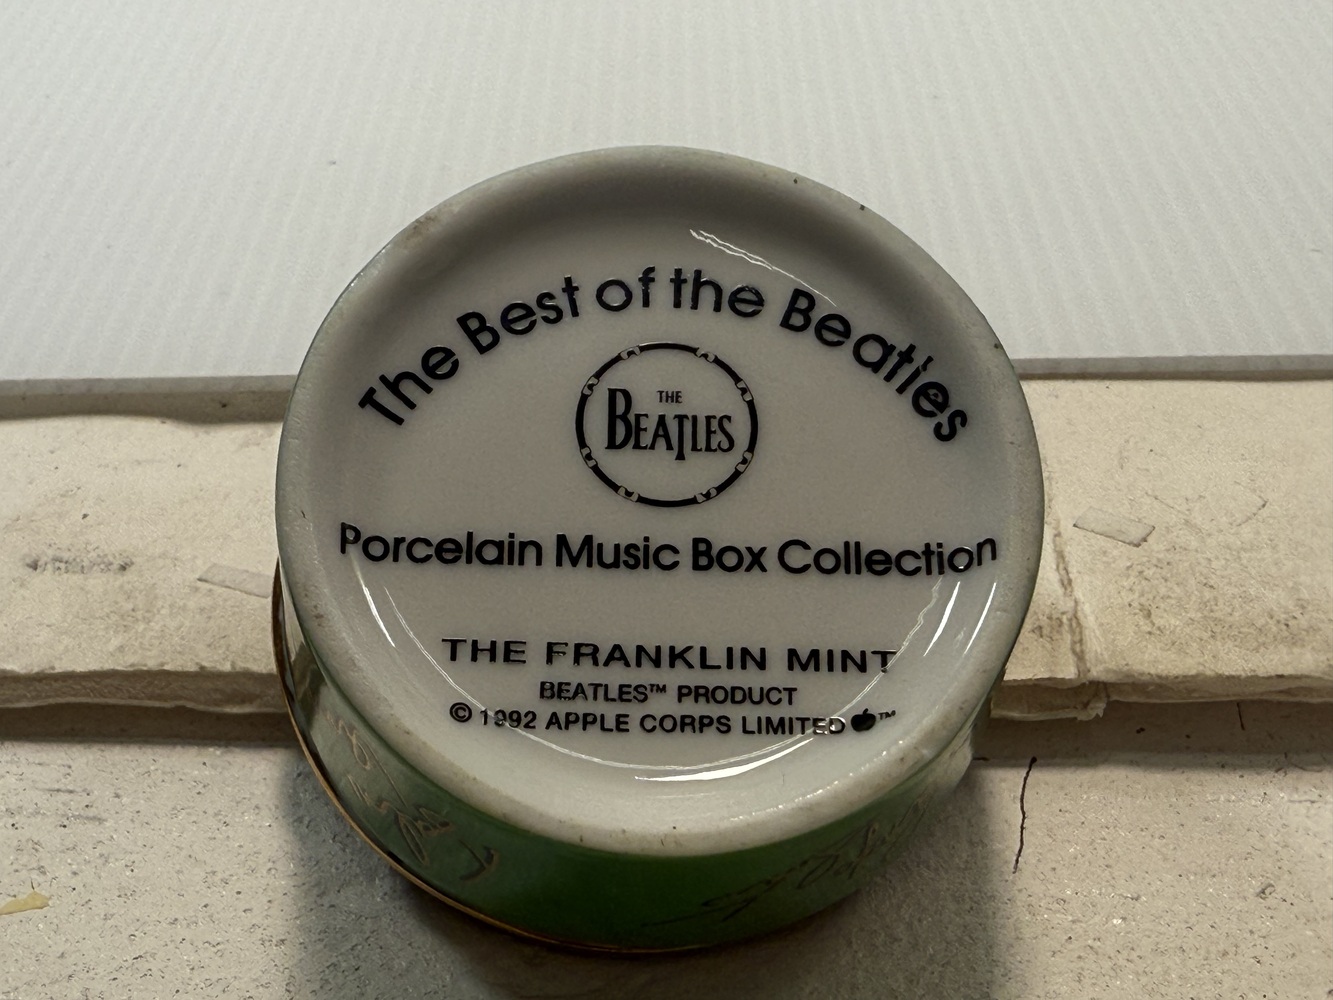 The Best of the Beatles
THE
BEATLES
Porcelain Music Box Collection
THE FRANKLIN MINT
BEATLES™ PRODUCT
© 1992 APPLE CORPS LIMITED ™